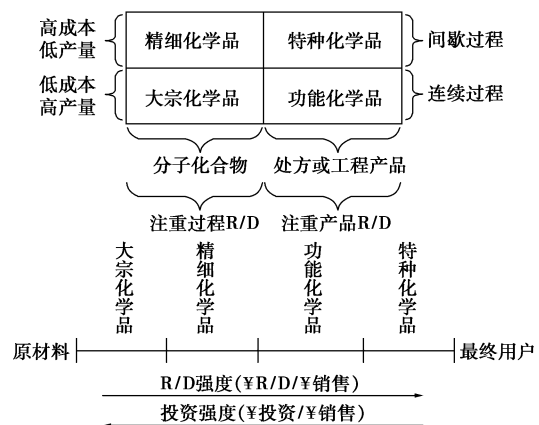 高成本
低产量
精细化学品
特种化学品
间歇过程
低成本
高产量
大宗化学品
功能化学品
连续过程
分子化合物
处方或工程产品
注重过程R/D
注重产品R/D
大宗化学品
精细化学品
功能化学品
特种化学品
原材料
最终用户
R/D强度(¥R/D/¥销售)
投资强度(¥投资/¥销售)